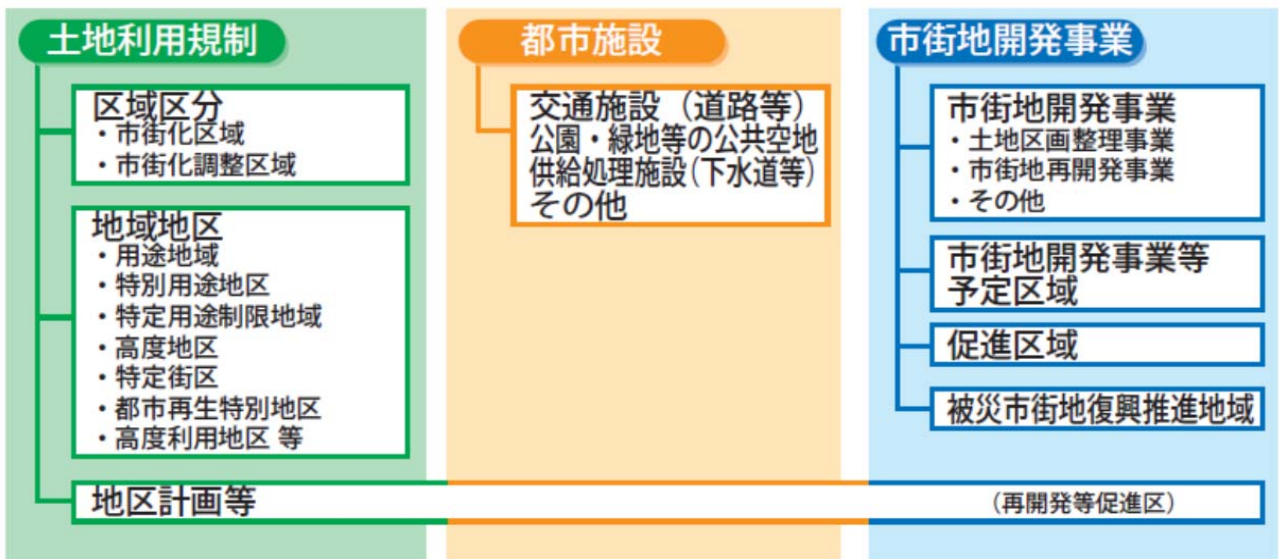 土地利用規制
区域区分
・市街化区域
・市街化調整区域
地域地区
・用途地域
・特別用途地区
・特定用途制限地域
・高度地区
・特定街区
・都市再生特別地区
・高度利用地区 等
地区計画等
都市施設
交通施設（道路等）
公園・緑地等の公共空地
供給処理施設（下水道等）
その他
市街地開発事業
市街地開発事業
・土地区画整理事業
・市街地再開発事業
・その他
市街地開発事業等
予定区域
促進区域
被災市街地復興推進地域
（再開発等促進区）